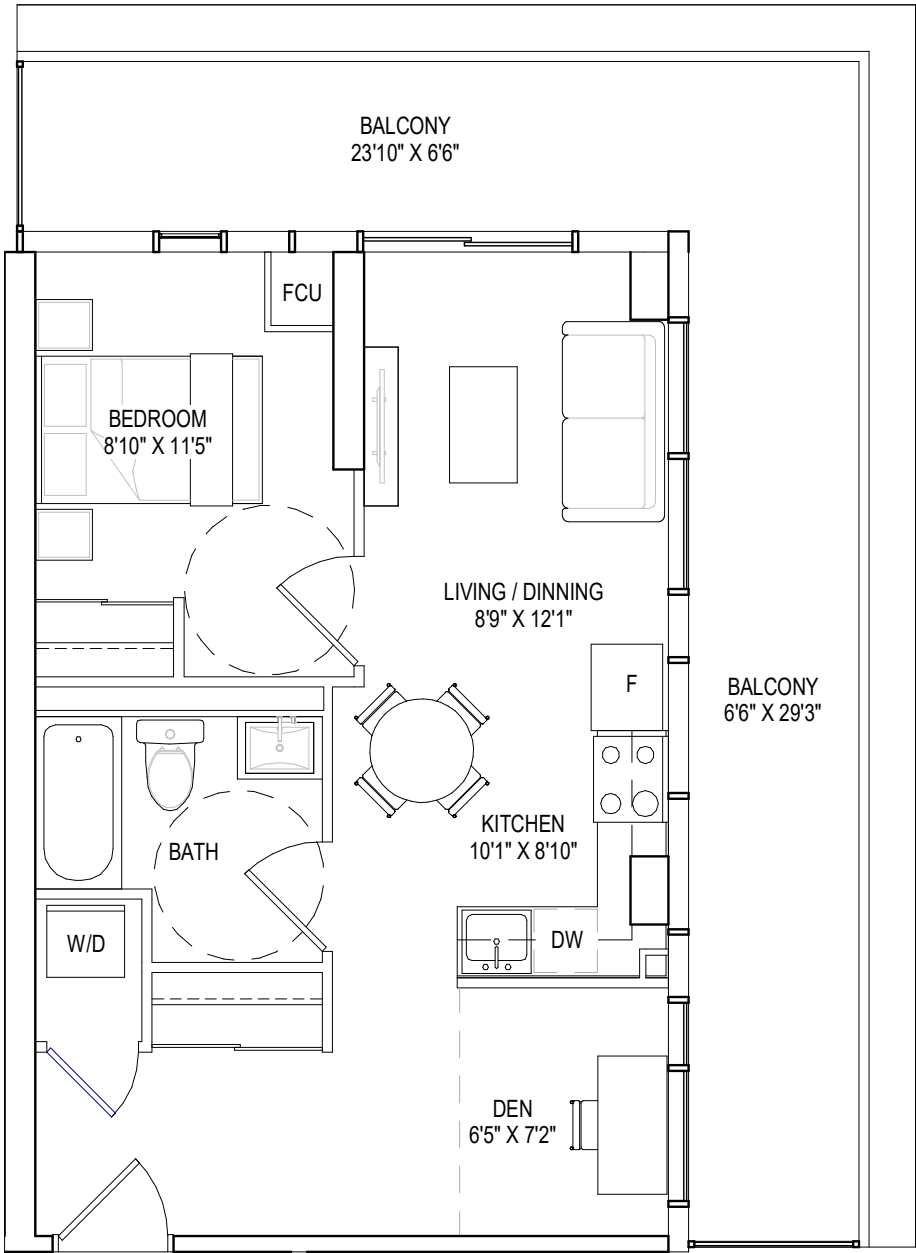 BALCONY
23'10" X 6'6"
FCU
BEDROOM
8'10" X 11'5"
LIVING / DINNING
8'9" X 12'1"
F
BALCONY
6'6" X 29'3"
KITCHEN
10'1" X 8'10"
BATH
W/D
DW
DEN
6'5" X 7'2"